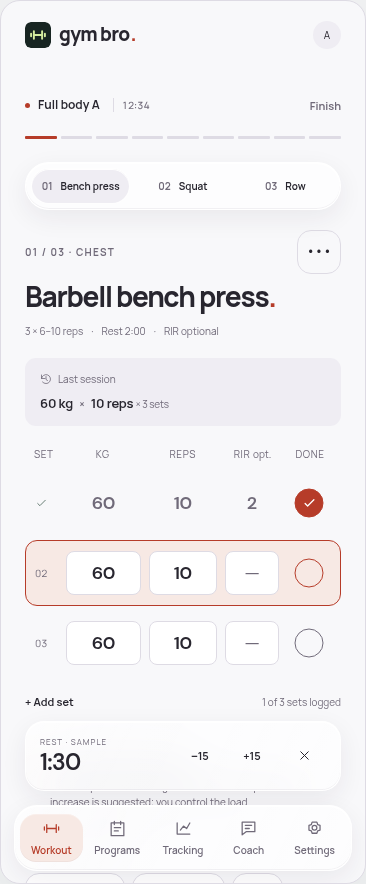 gym bro.
A
Full body A 12:34 Finish
01 Bench press 02 Squat 03 Row
01 / 03 · CHEST
Barbell bench press.
3 × 6–10 reps · Rest 2:00 · RIR optional
Last session
60 kg × 10 reps × 3 sets
SET KG REPS RIR opt. DONE
60 10 2
02 60 10 —
03 60 10 —
+ Add set 1 of 3 sets logged
REST · SAMPLE
1:30 −15 +15
increase is suggested; you control the load.
Workout Programs Tracking Coach Settings